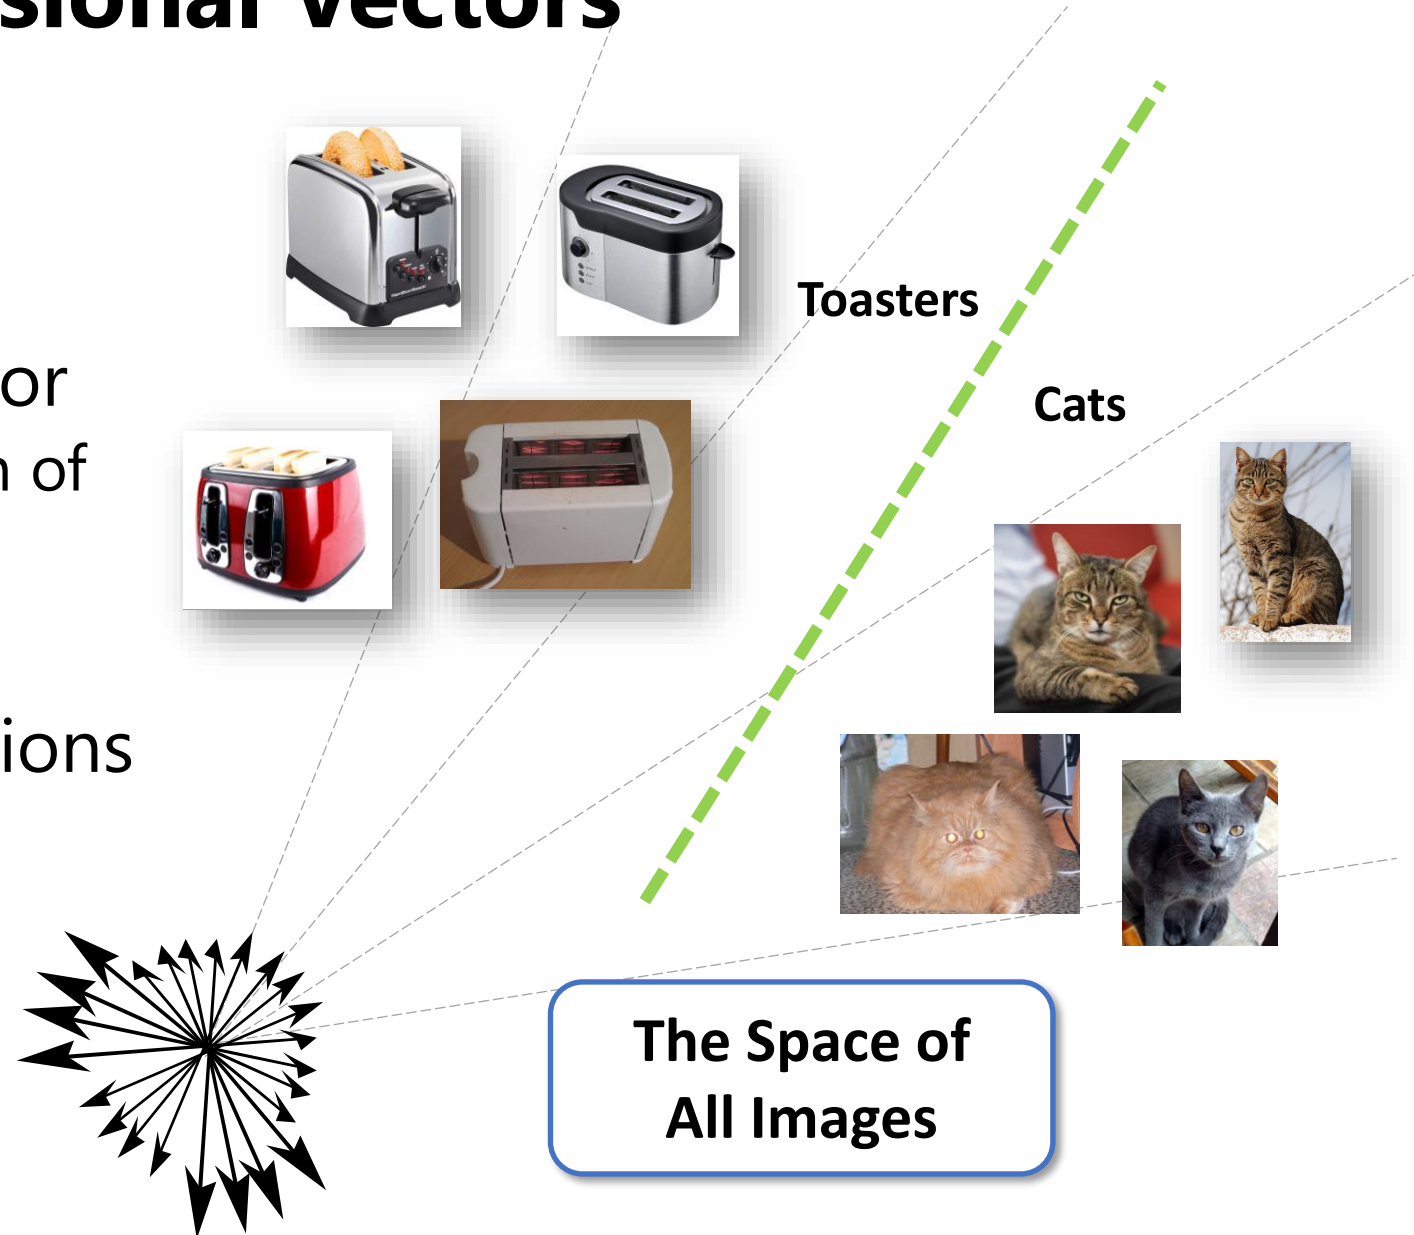 sional Vectors
Toasters
or
Cats
n of
ions
The Space of
All Images